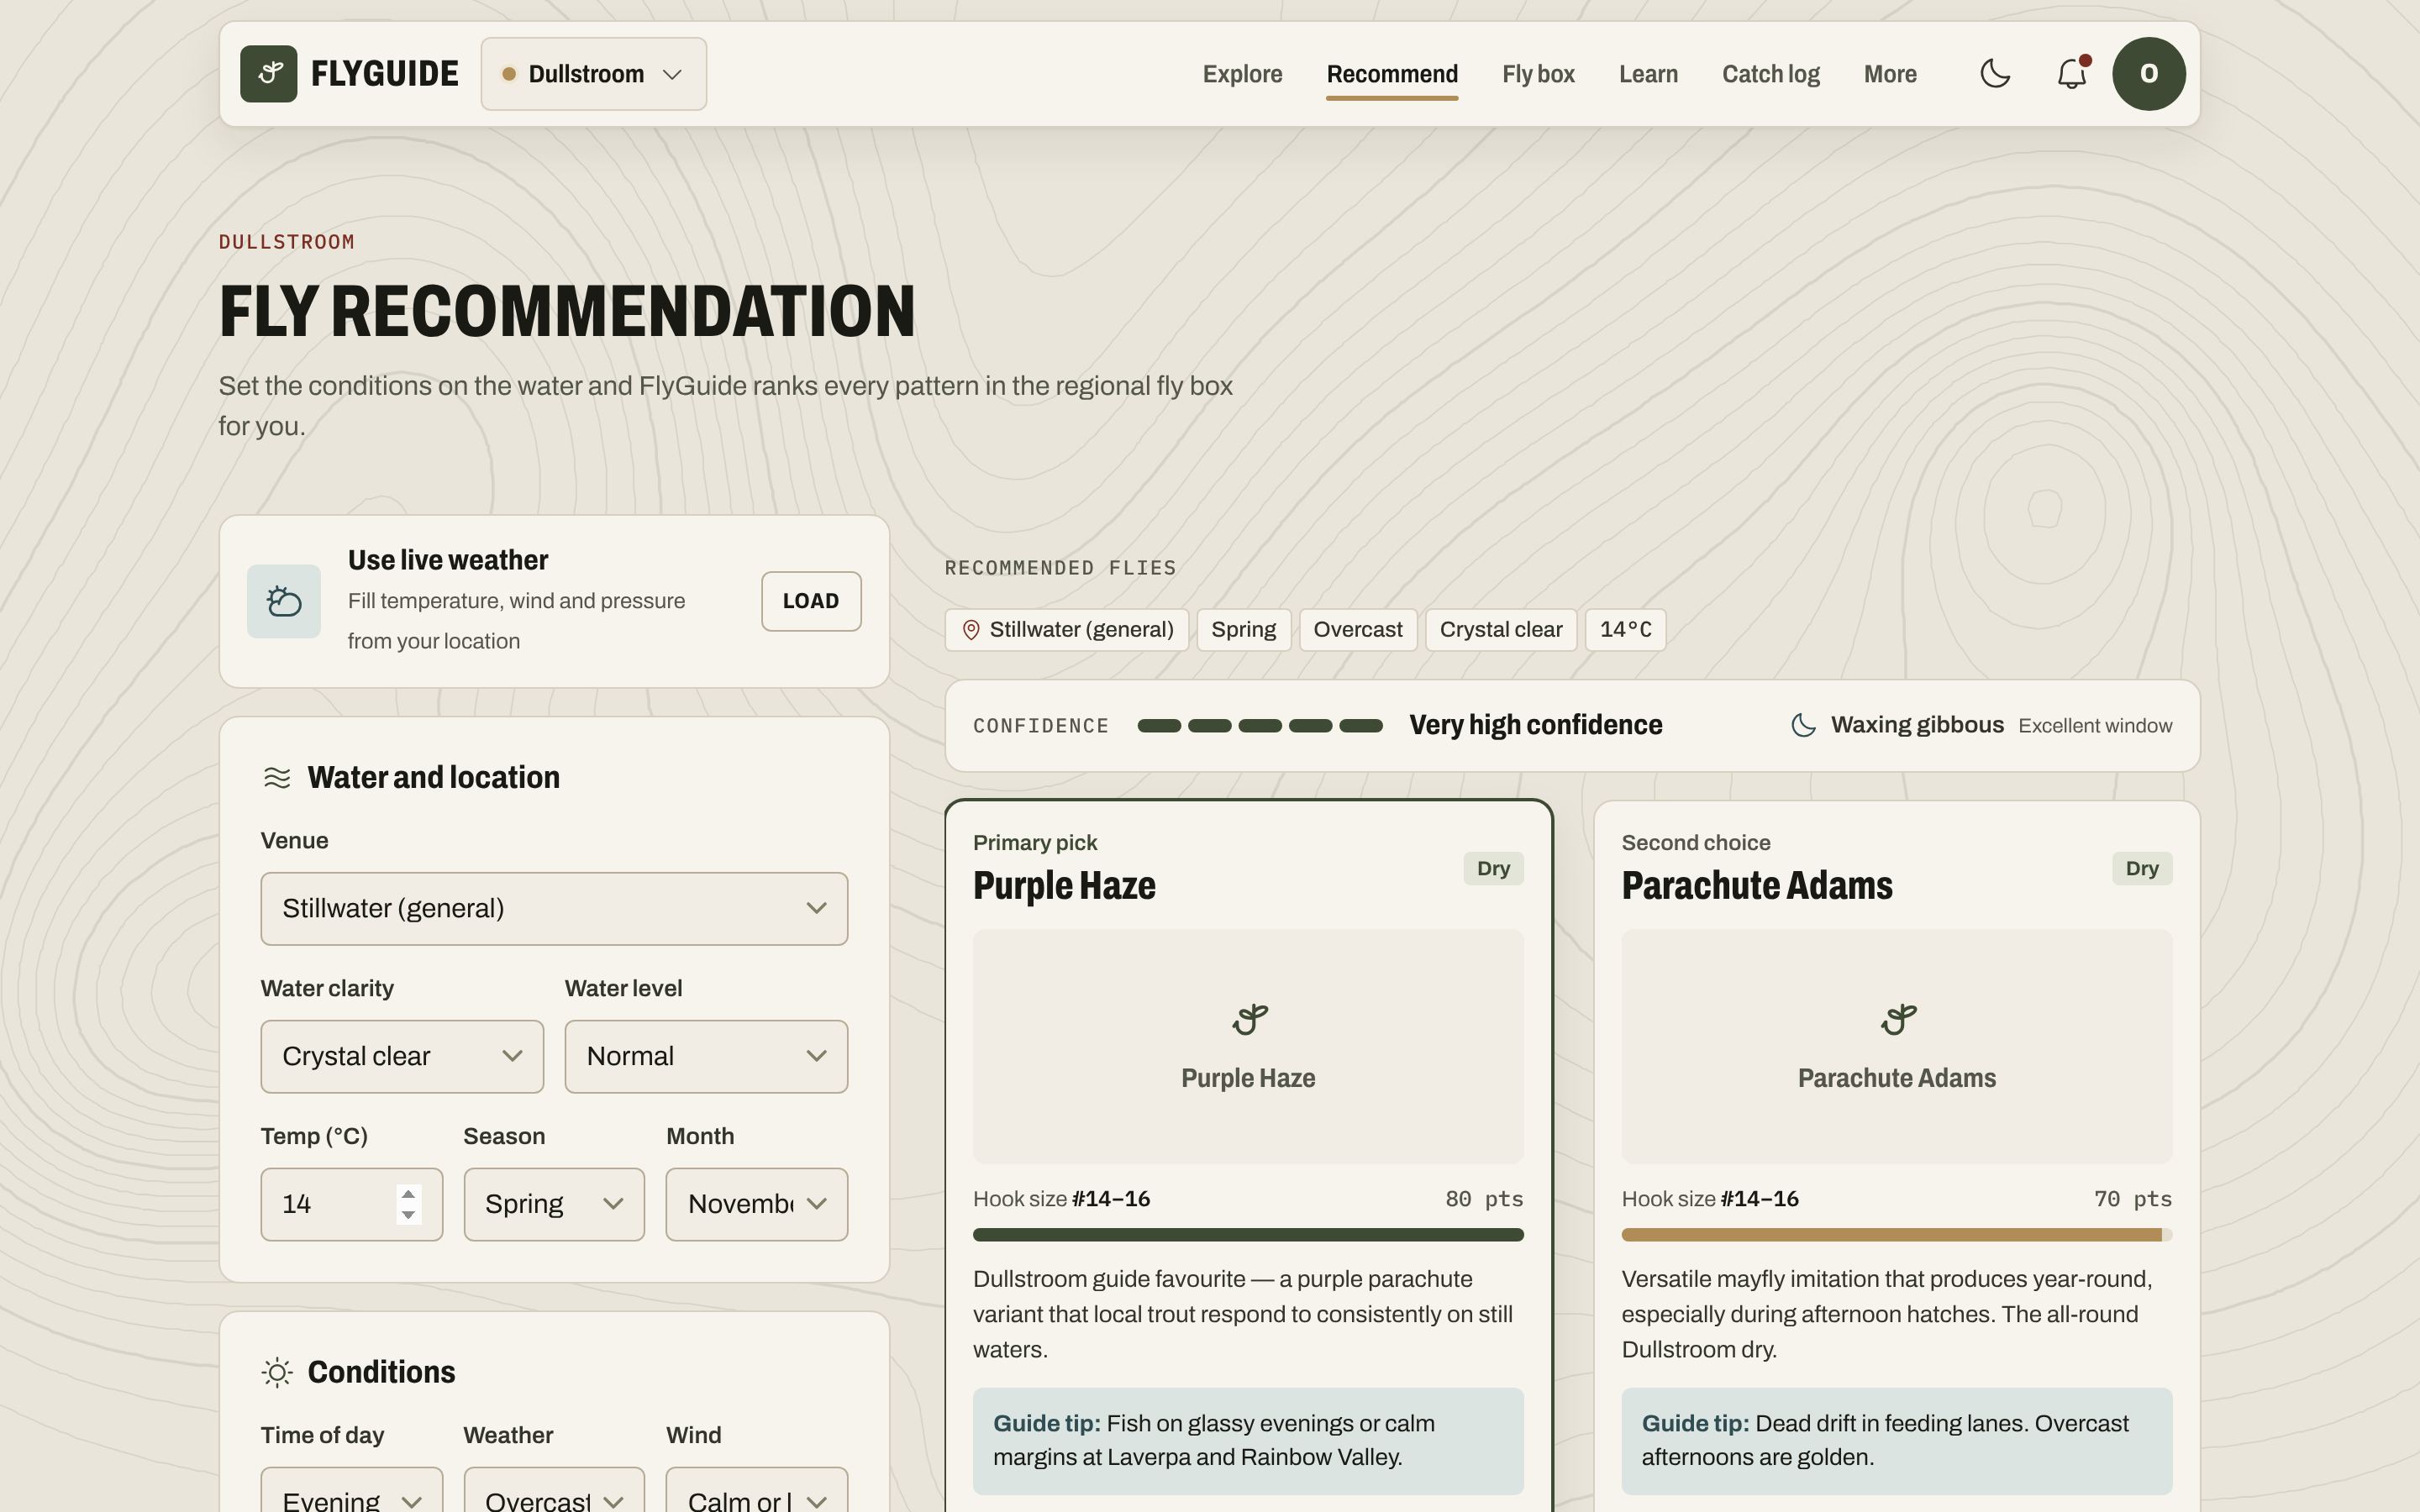 FLYGUIDE
Dullstroom
Explore
Recommend
Fly box
Learn
Catch log
More
O
DULLSTROOM
FLY RECOMMENDATION
Set the conditions on the water and FlyGuide ranks every pattern in the regional fly box
for you.
Use live weather
Fill temperature, wind and pressure
from your location
LOAD
Water and location
Venue
Stillwater (general)
Water clarity
Water level
Crystal clear
Normal
Temp (°C)
Season
Month
14
Spring
Novembe
Conditions
Time of day
Weather
Wind
Evening
Overcast
Calm or l
RECOMMENDED FLIES
Stillwater (general)
Spring
Overcast
Crystal clear
14°C
CONFIDENCE
Very high confidence
Waxing gibbous
Excellent window
Primary pick
Purple Haze
Dry
Purple Haze
Hook size #14–16
80 pts
Dullstroom guide favourite — a purple parachute
variant that local trout respond to consistently on still
waters.
Guide tip: Fish on glassy evenings or calm
margins at Laverpa and Rainbow Valley.
Second choice
Parachute Adams
Dry
Parachute Adams
Hook size #14–16
70 pts
Versatile mayfly imitation that produces year-round,
especially during afternoon hatches. The all-round
Dullstroom dry.
Guide tip: Dead drift in feeding lanes. Overcast
afternoons are golden.